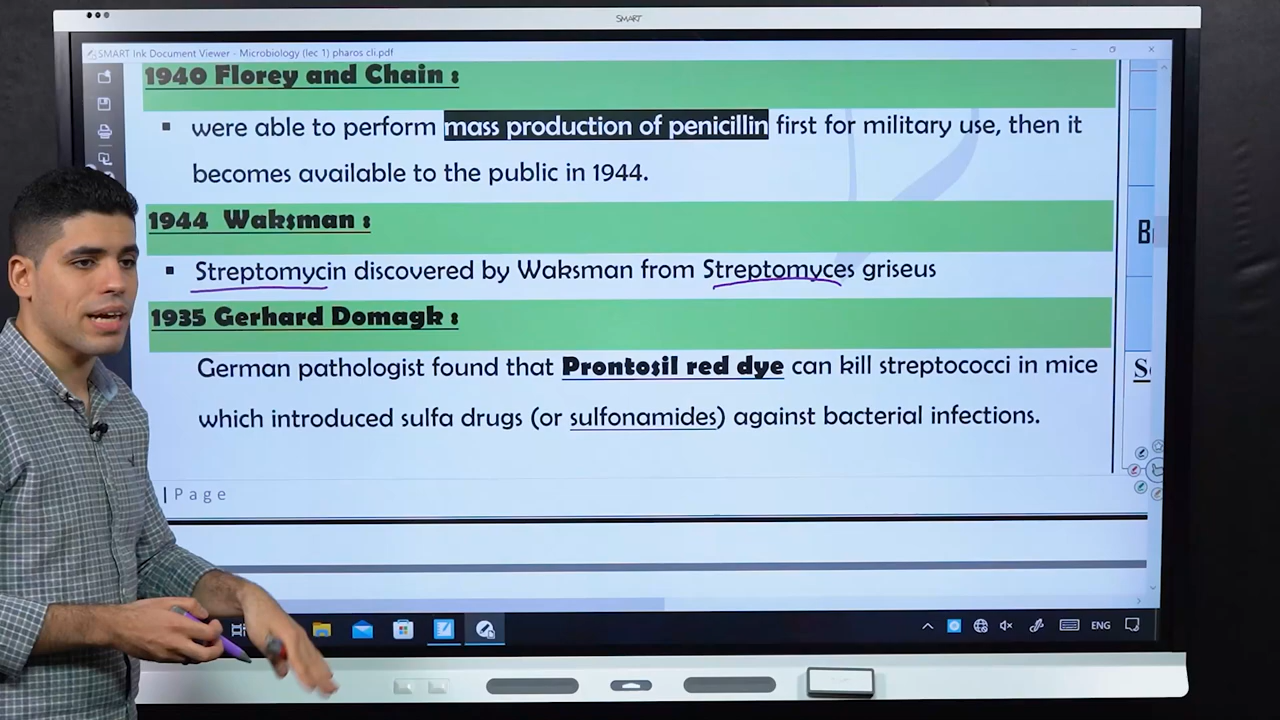 SMART
SMART Ink Document Viewer - Microbiology (lec 1) pharos cli.pdf
1940 Florey and Chain :
▪ were able to perform mass production of penicillin first for military use, then it
becomes available to the public in 1944.
1944 Waksman :
▪ Streptomycin discovered by Waksman from Streptomyces griseus
1935 Gerhard Domagk :
German pathologist found that Prontosil red dye can kill streptococci in mice
which introduced sulfa drugs (or sulfonamides) against bacterial infections.
| Page
ENG